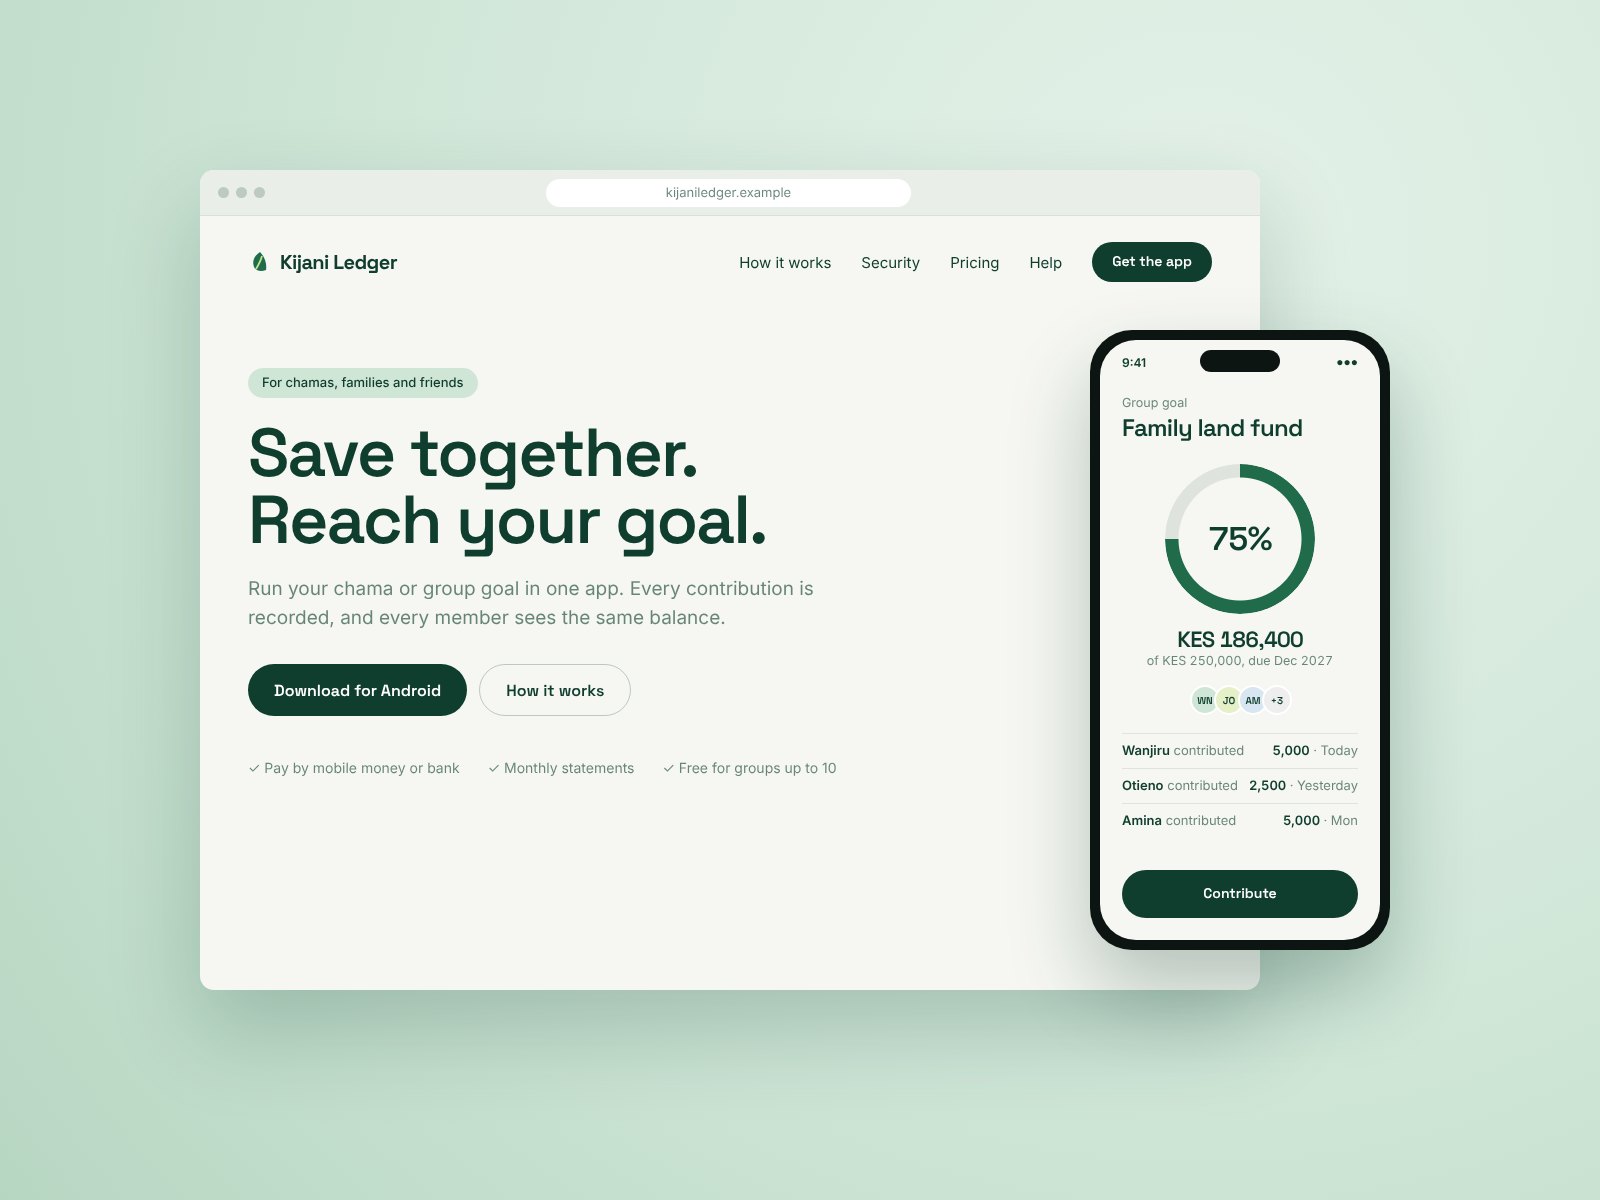 kijaniledger.example
Kijani Ledger
How it works
Security
Pricing
Help
Get the app
For chamas, families and friends
Save together.
Reach your goal.
Run your chama or group goal in one app. Every contribution is
recorded, and every member sees the same balance.
Download for Android
How it works
✓ Pay by mobile money or bank
✓ Monthly statements
✓ Free for groups up to 10
9:41
Group goal
Family land fund
75%
KES 186,400
of KES 250,000, due Dec 2027
WN
JO
AM
+3
Wanjiru contributed 5,000 · Today
Otieno contributed 2,500 · Yesterday
Amina contributed 5,000 · Mon
Contribute